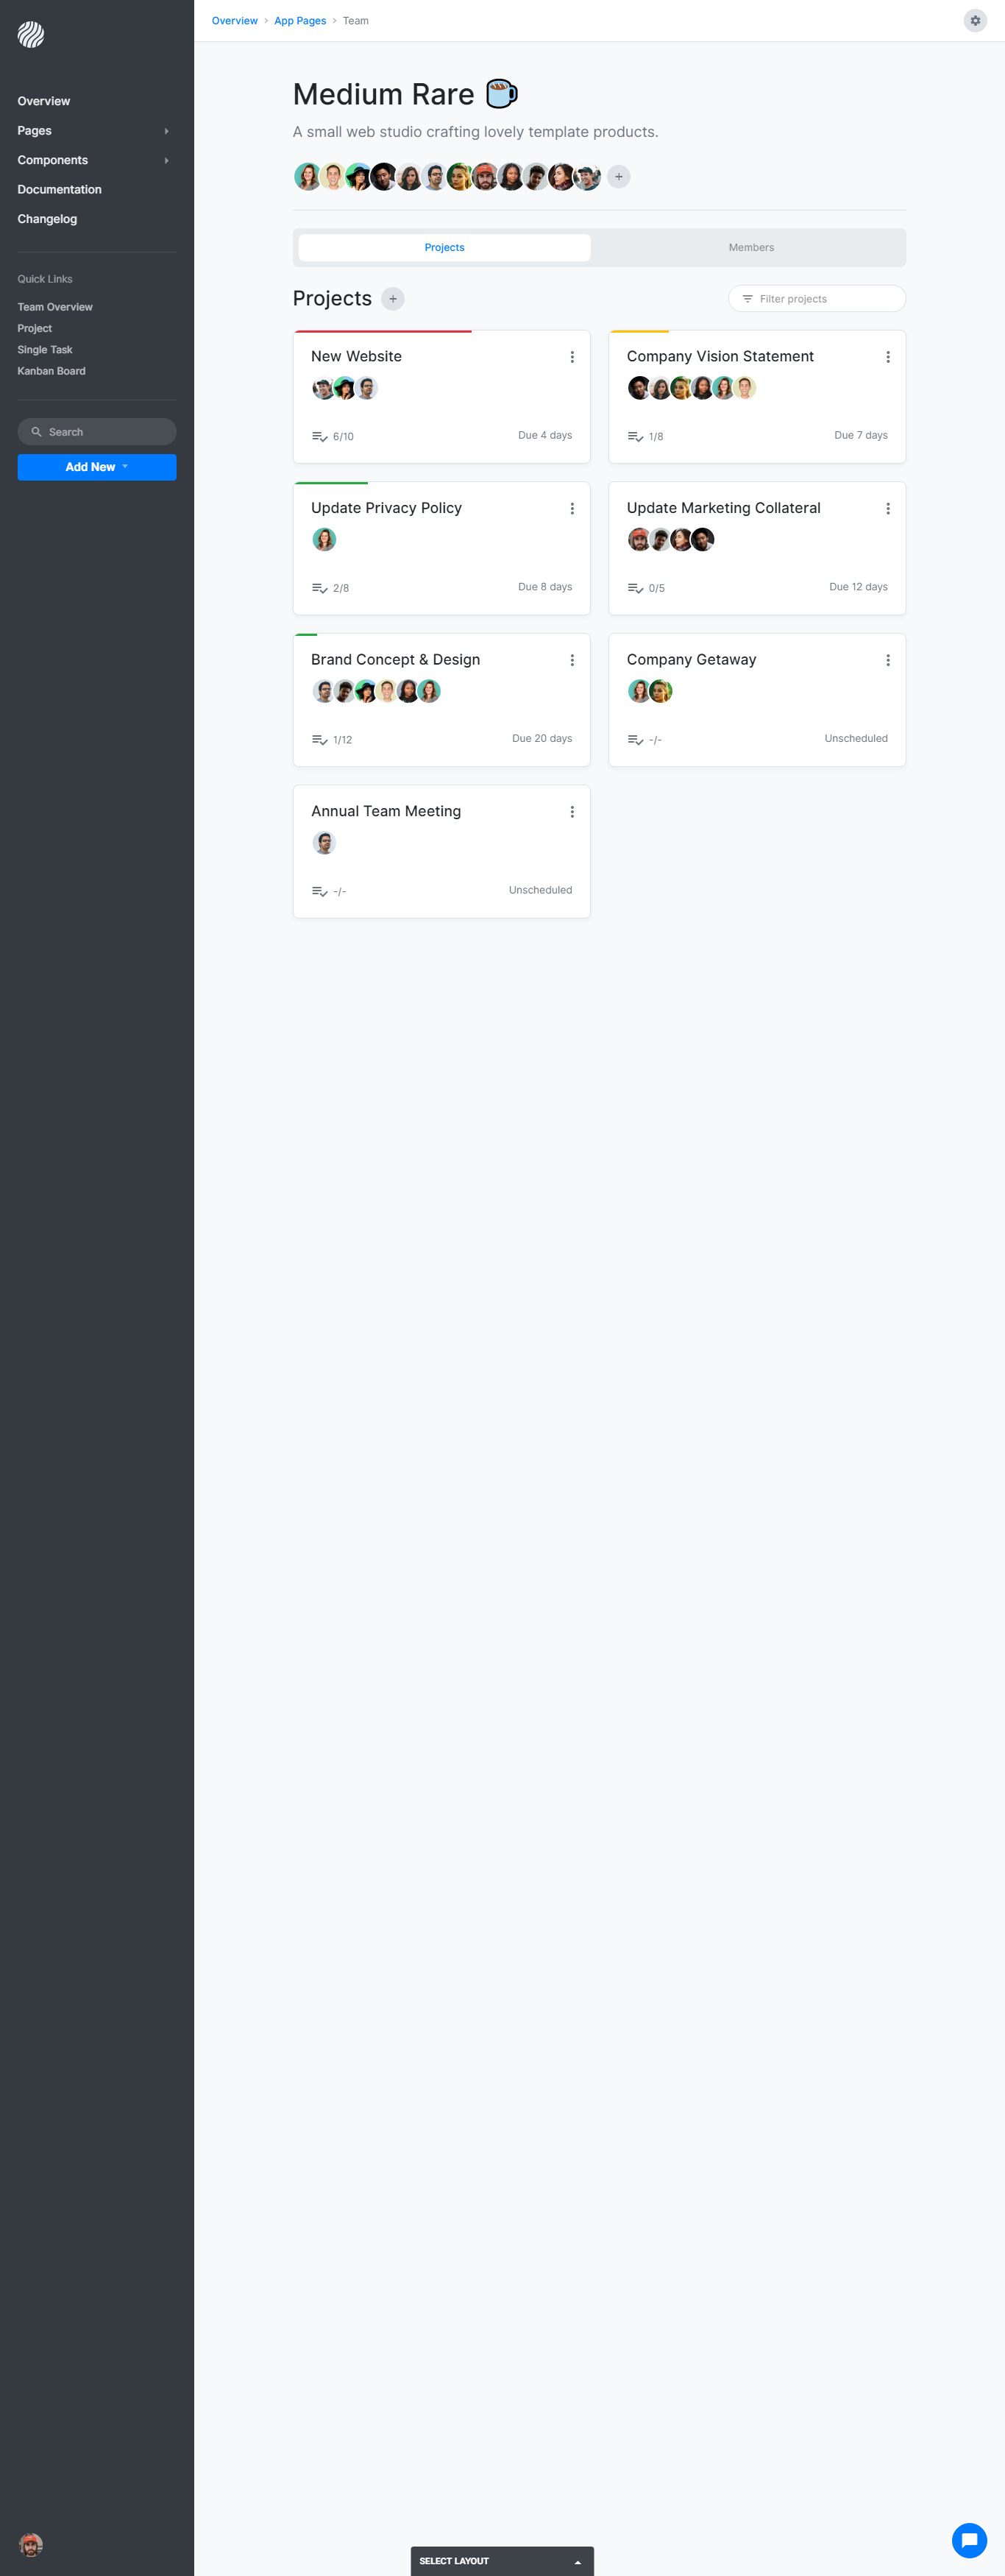 Overview
Pages
Components
Documentation
Changelog
Quick Links
Team Overview
Project
Single Task
Kanban Board
Search
Add New
Overview > App Pages > Team
Medium Rare
A small web studio crafting lovely template products.
+
Projects
Members
Projects +
Filter projects
New Website
6/10
Due 4 days
Company Vision Statement
1/8
Due 7 days
Update Privacy Policy
2/8
Due 8 days
Update Marketing Collateral
0/5
Due 12 days
Brand Concept & Design
1/12
Due 20 days
Company Getaway
-/-
Unscheduled
Annual Team Meeting
-/-
Unscheduled
SELECT LAYOUT